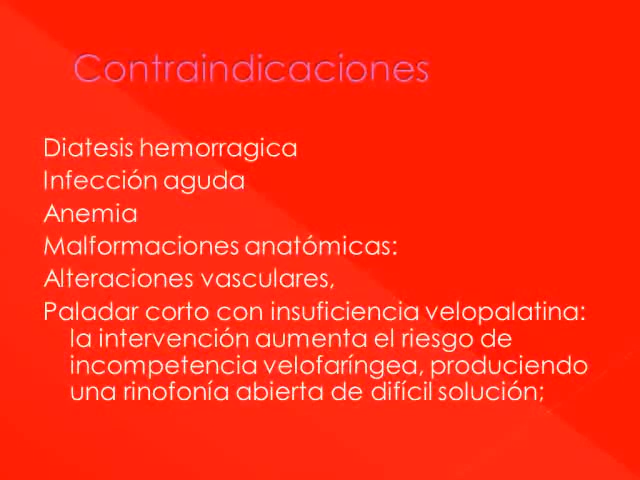 Contraindicaciones
Diatesis hemorragica
Infección aguda
Anemia
Malformaciones anatómicas:
Alteraciones vasculares,
Paladar corto con insuficiencia velopalatina:
la intervención aumenta el riesgo de
incompetencia velofaríngea, produciendo
una rinofonía abierta de difícil solución;